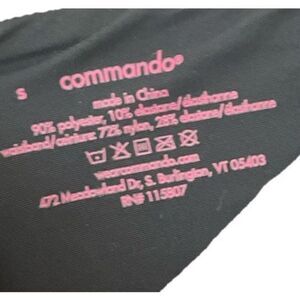 S commando®
made in China
90% polyester, 10% elastane/élasthanne
waistband/ceinture: 72% nylon, 28% elastane/élasthanne
wearcommando.com
472 Meadowland Dr, S. Burlington, VT 05403
RN# 115807